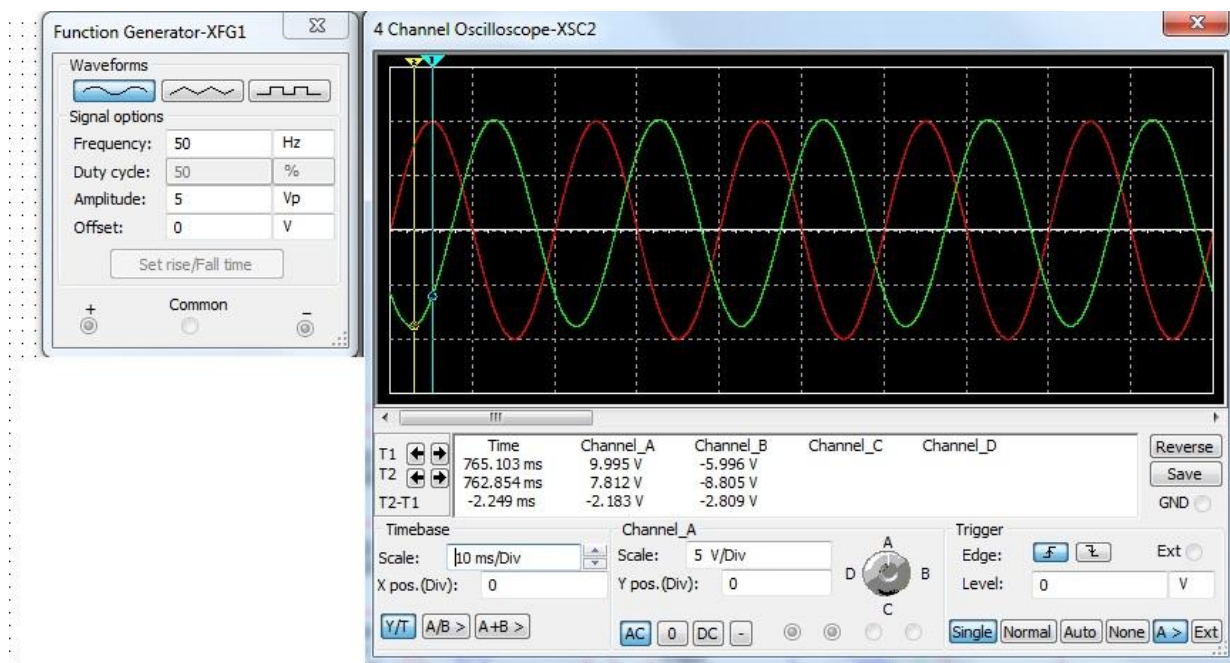 Function Generator-XFG1
Waveforms
Signal options
Frequency: 50 Hz
Duty cycle: 50 %
Amplitude: 5 Vp
Offset: 0 V
Set rise/Fall time
+ Common −
4 Channel Oscilloscope-XSC2
2 1
Time Channel_A Channel_B Channel_C Channel_D
T1 765.103 ms 9.995 V -5.996 V
T2 762.854 ms 7.812 V -8.805 V
T2-T1 -2.249 ms -2.183 V -2.809 V
Reverse
Save
GND
Timebase
Scale: 10 ms/Div
X pos.(Div): 0
Y/T A/B > A+B >
Channel_A
Scale: 5 V/Div
Y pos.(Div): 0
AC 0 DC -
A
D B
C
Trigger
Edge: Ext
Level: 0 V
Single Normal Auto None A > Ext